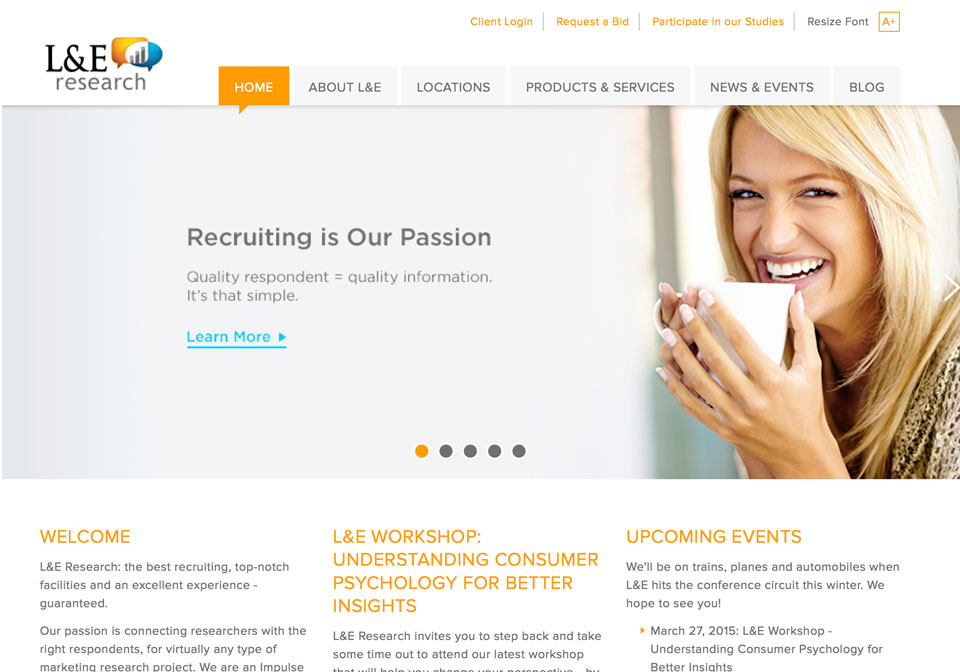 Client Login
Request a Bid
Participate in our Studies
Resize Font
A+
L&E
research
HOME
ABOUT L&E
LOCATIONS
PRODUCTS & SERVICES
NEWS & EVENTS
BLOG
Recruiting is Our Passion
Quality respondent = quality information.
It's that simple.
Learn More
WELCOME
L&E Research: the best recruiting, top-notch
facilities and an excellent experience -
guaranteed.
Our passion is connecting researchers with the
right respondents, for virtually any type of
marketing research project. We are an Impulse
L&E WORKSHOP:
UNDERSTANDING CONSUMER
PSYCHOLOGY FOR BETTER
INSIGHTS
L&E Research invites you to step back and take
some time out to attend our latest workshop
that will help you change your perspective - by
UPCOMING EVENTS
We'll be on trains, planes and automobiles when
L&E hits the conference circuit this winter. We
hope to see you!
March 27, 2015: L&E Workshop -
Understanding Consumer Psychology for
Better Insights